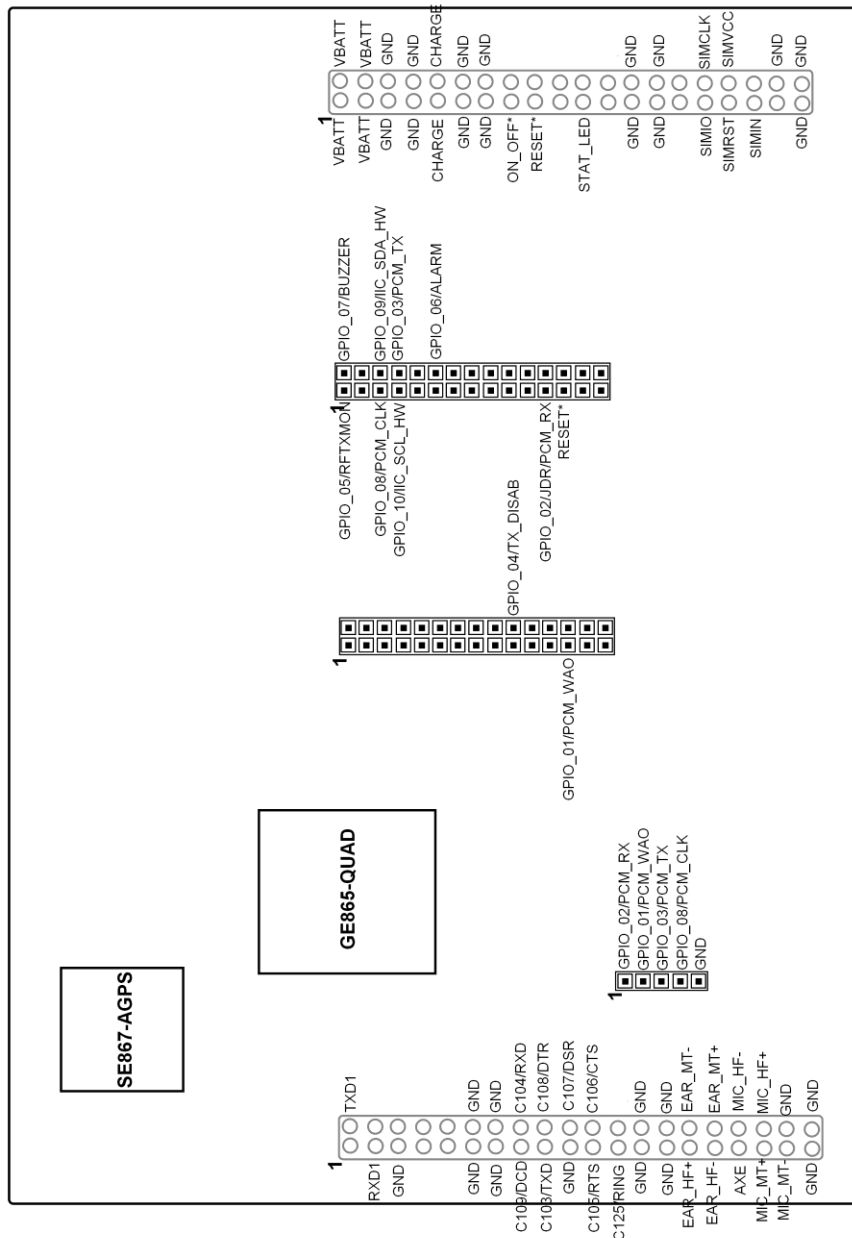 VBATT
VBATT
GND
GND
CHARGE
GND
GND
GND
GND
SIMCLK
SIMVCC
GND
GND
1
VBATT
VBATT
GND
GND
CHARGE
GND
GND
ON_OFF*
RESET*
STAT_LED
GND
GND
SIMIO
SIMRST
SIMIN
GND
GPIO_07/BUZZER
GPIO_09/IIC_SDA_HW
GPIO_03/PCM_TX
GPIO_06/ALARM
1
GPIO_05/RFTXMON
GPIO_08/PCM_CLK
GPIO_10/IIC_SCL_HW
GPIO_02/JDR/PCM_RX
RESET*
GPIO_04/TX_DISAB
1
GPIO_01/PCM_WAO
GE865-QUAD
SE867-AGPS
GPIO_02/PCM_RX
GPIO_01/PCM_WAO
GPIO_03/PCM_TX
GPIO_08/PCM_CLK
GND
1
TXD1
GND
GND
C104/RXD
C108/DTR
C107/DSR
C106/CTS
GND
GND
EAR_MT-
EAR_MT+
MIC_HF-
MIC_HF+
GND
GND
1
RXD1
GND
GND
GND
C109/DCD
C103/TXD
GND
C105/RTS
C125/RING
GND
GND
EAR_HF+
EAR_HF-
AXE
MIC_MT+
MIC_MT-
GND